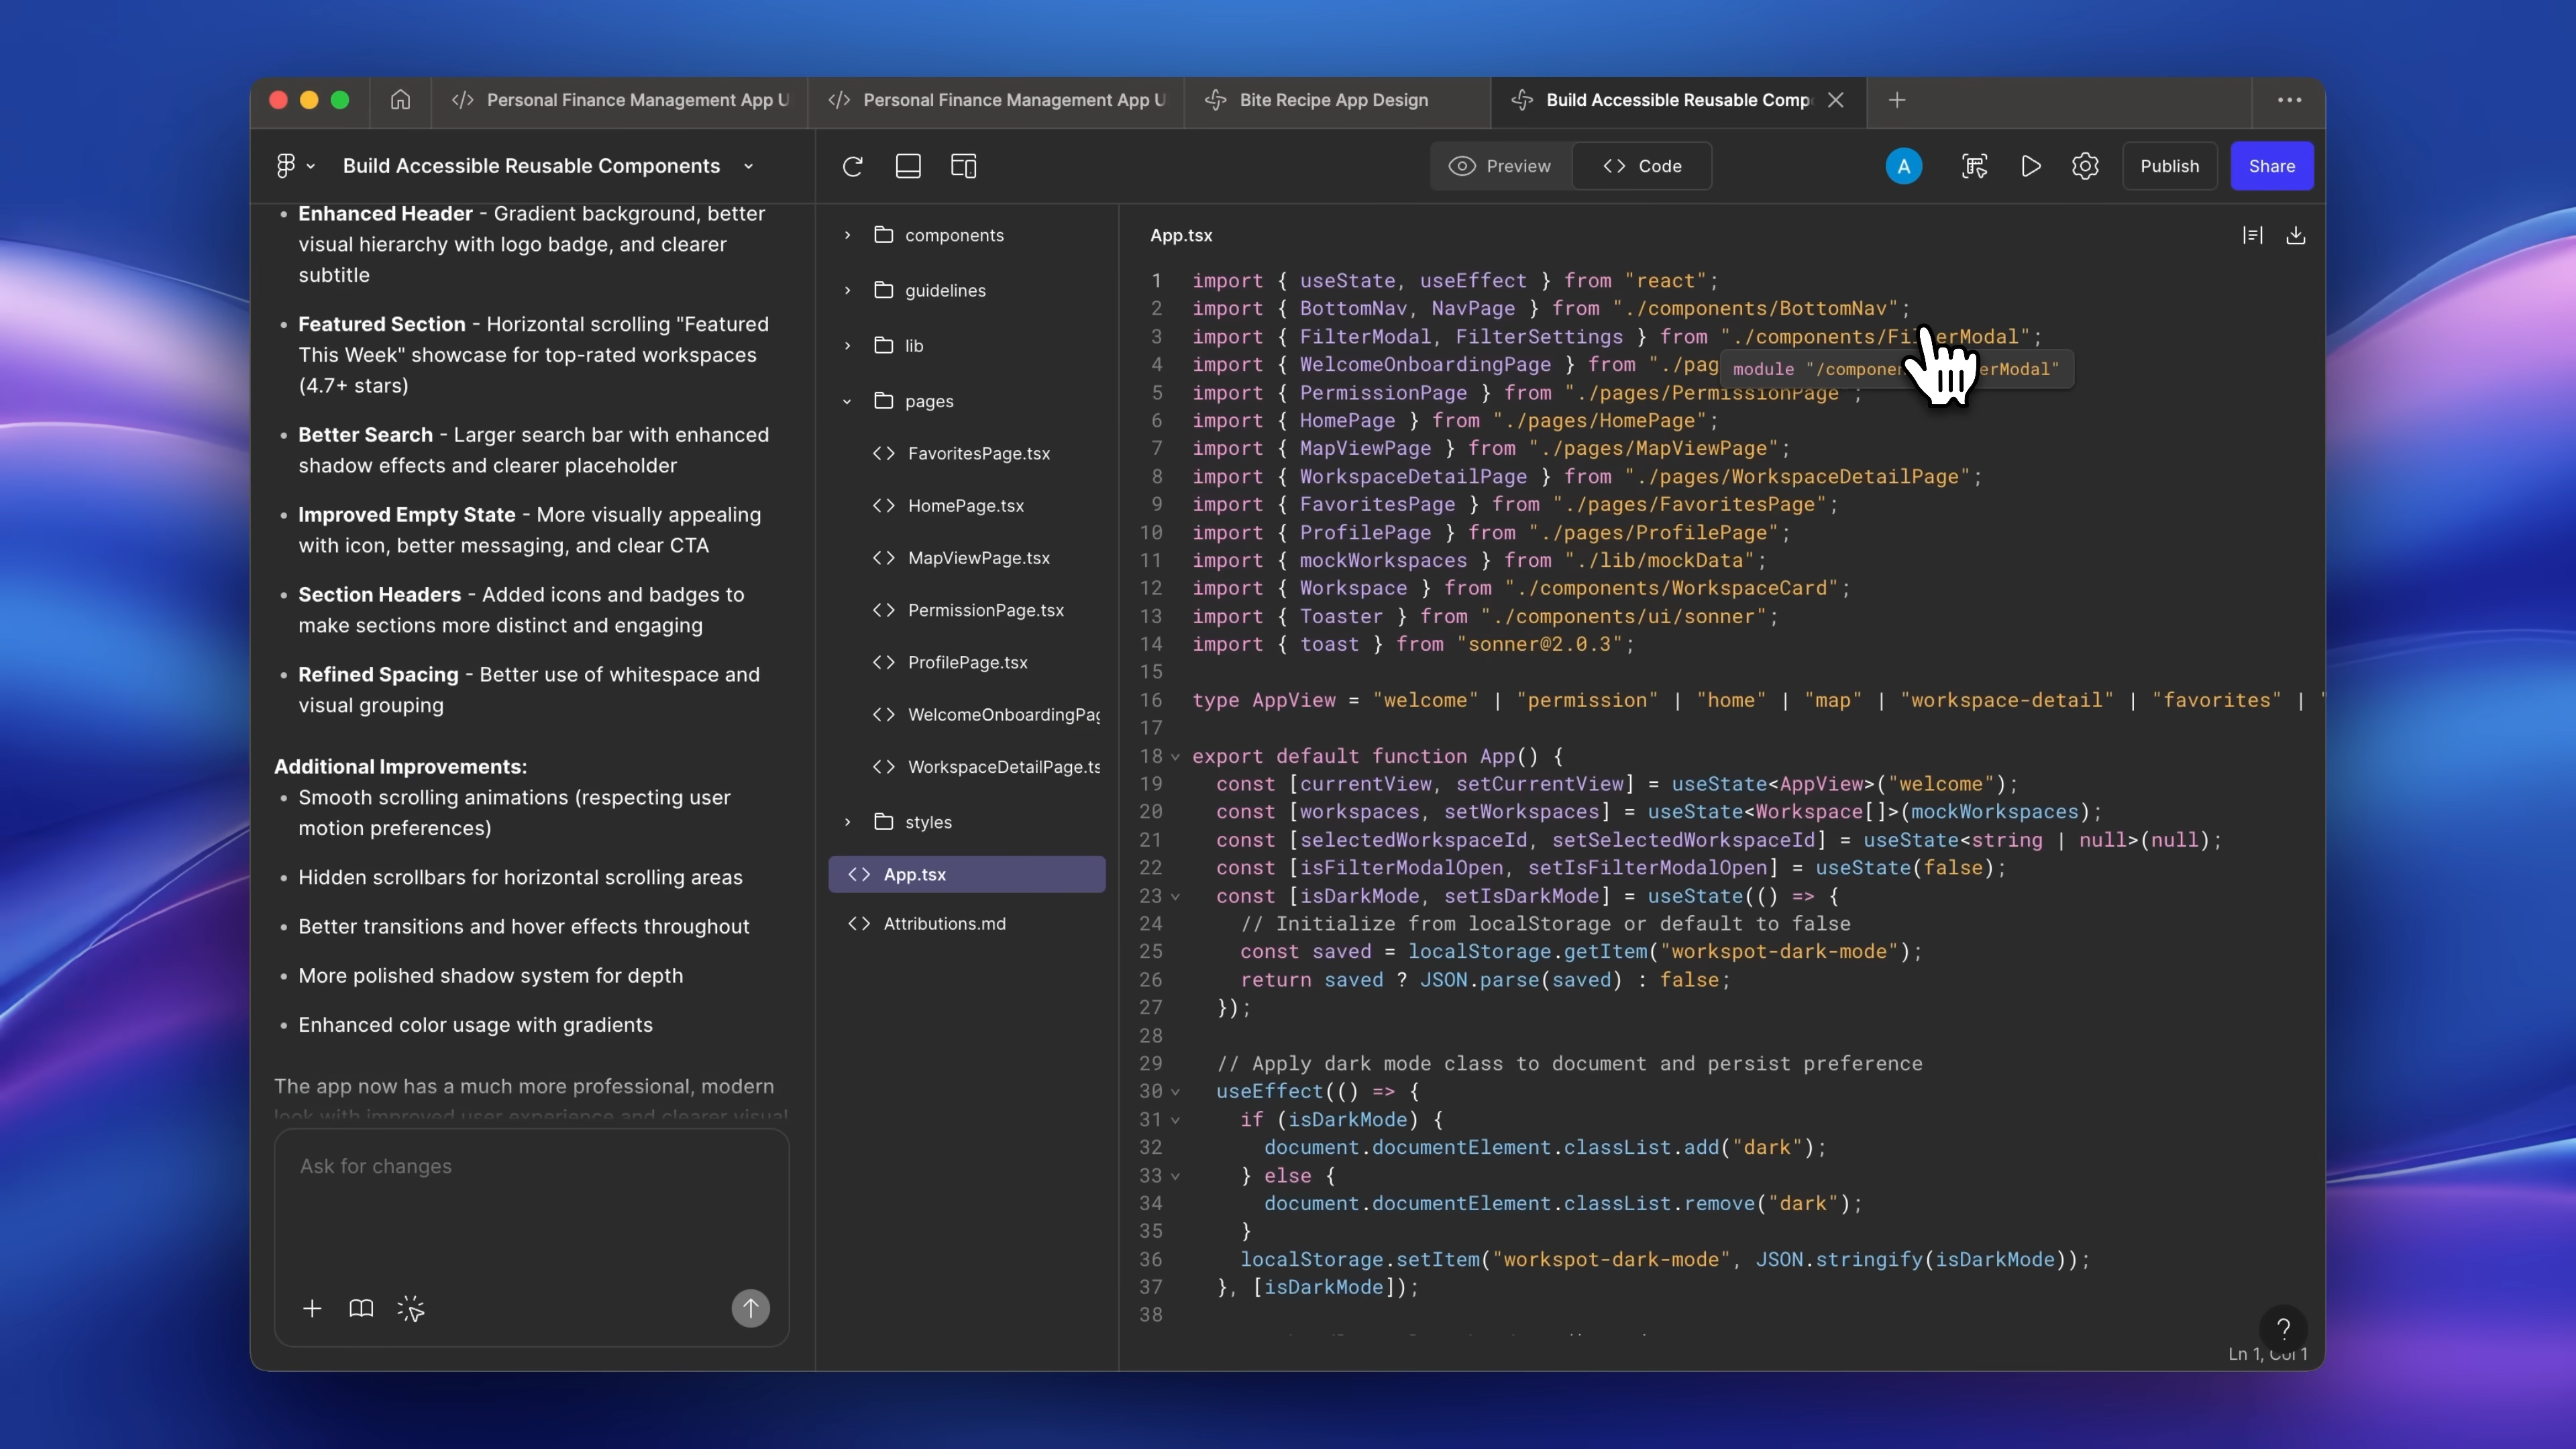 Personal Finance Management App U
Personal Finance Management App U
Bite Recipe App Design
Build Accessible Reusable Comp
Build Accessible Reusable Components
Preview
Code
A
Publish
Share
Enhanced Header - Gradient background, better
visual hierarchy with logo badge, and clearer
subtitle
Featured Section - Horizontal scrolling "Featured
This Week" showcase for top-rated workspaces
(4.7+ stars)
Better Search - Larger search bar with enhanced
shadow effects and clearer placeholder
Improved Empty State - More visually appealing
with icon, better messaging, and clear CTA
Section Headers - Added icons and badges to
make sections more distinct and engaging
Refined Spacing - Better use of whitespace and
visual grouping
Additional Improvements:
Smooth scrolling animations (respecting user
motion preferences)
Hidden scrollbars for horizontal scrolling areas
Better transitions and hover effects throughout
More polished shadow system for depth
Enhanced color usage with gradients
The app now has a much more professional, modern
look with improved user experience and clearer visual
Ask for changes
components
guidelines
lib
pages
FavoritesPage.tsx
HomePage.tsx
MapViewPage.tsx
PermissionPage.tsx
ProfilePage.tsx
WelcomeOnboardingPag
WorkspaceDetailPage.ts
styles
App.tsx
Attributions.md
App.tsx
1 import { useState, useEffect } from "react";
2 import { BottomNav, NavPage } from "./components/BottomNav";
3 import { FilterModal, FilterSettings } from "./components/FilterModal";
4 import { WelcomeOnboardingPage } from "./pag
module "/componen erModal"
5 import { PermissionPage } from "./pages/PermissionPage";
6 import { HomePage } from "./pages/HomePage";
7 import { MapViewPage } from "./pages/MapViewPage";
8 import { WorkspaceDetailPage } from "./pages/WorkspaceDetailPage";
9 import { FavoritesPage } from "./pages/FavoritesPage";
10 import { ProfilePage } from "./pages/ProfilePage";
11 import { mockWorkspaces } from "./lib/mockData";
12 import { Workspace } from "./components/WorkspaceCard";
13 import { Toaster } from "./components/ui/sonner";
14 import { toast } from "sonner@2.0.3";
15
16 type AppView = "welcome" | "permission" | "home" | "map" | "workspace-detail" | "favorites" | "
17
18 export default function App() {
19 const [currentView, setCurrentView] = useState<AppView>("welcome");
20 const [workspaces, setWorkspaces] = useState<Workspace[]>(mockWorkspaces);
21 const [selectedWorkspaceId, setSelectedWorkspaceId] = useState<string | null>(null);
22 const [isFilterModalOpen, setIsFilterModalOpen] = useState(false);
23 const [isDarkMode, setIsDarkMode] = useState(() => {
24 // Initialize from localStorage or default to false
25 const saved = localStorage.getItem("workspot-dark-mode");
26 return saved ? JSON.parse(saved) : false;
27 });
28
29 // Apply dark mode class to document and persist preference
30 useEffect(() => {
31 if (isDarkMode) {
32 document.documentElement.classList.add("dark");
33 } else {
34 document.documentElement.classList.remove("dark");
35 }
36 localStorage.setItem("workspot-dark-mode", JSON.stringify(isDarkMode));
37 }, [isDarkMode]);
38
?
Ln 1, Col 1